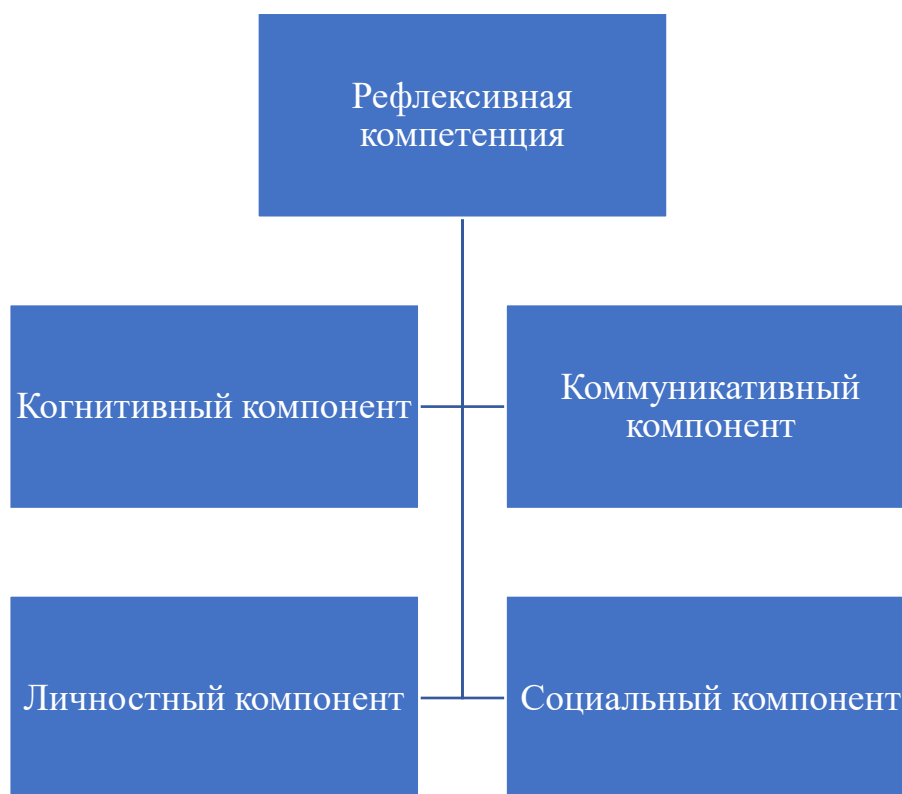 Рефлексивная
компетенция
Когнитивный компонент
Коммуникативный
компонент
Личностный компонент
Социальный компонент